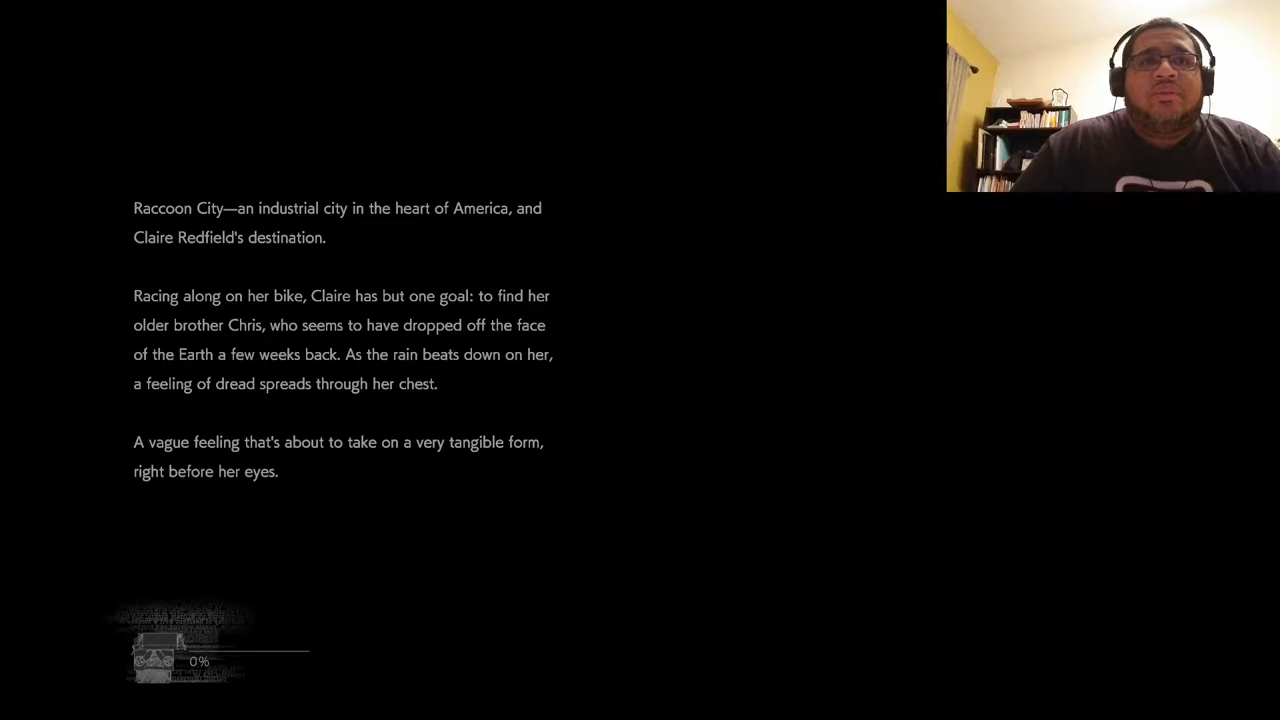 Raccoon City—an industrial city in the heart of America, and
Claire Redfield's destination.
Racing along on her bike, Claire has but one goal: to find her
older brother Chris, who seems to have dropped off the face
of the Earth a few weeks back. As the rain beats down on her,
a feeling of dread spreads through her chest.
A vague feeling that's about to take on a very tangible form,
right before her eyes.
0%